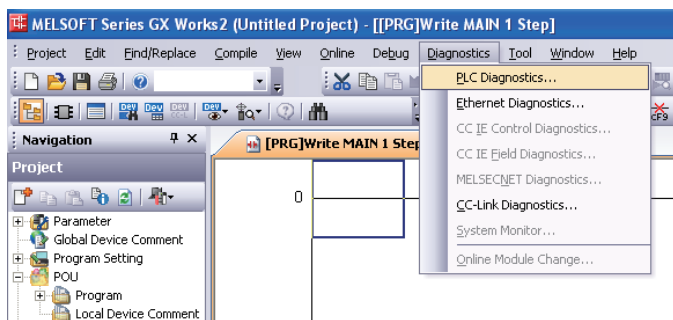 MELSOFT Series GX Works2 (Untitled Project) - [[PRG]Write MAIN 1 Step]
Project Edit Find/Replace Compile View Online Debug Diagnostics Tool Window Help
PLC Diagnostics...
Ethernet Diagnostics...
CC IE Control Diagnostics...
CC IE Field Diagnostics...
MELSECNET Diagnostics...
CC-Link Diagnostics...
System Monitor...
Online Module Change...
cF9
Navigation
[PRG]Write MAIN 1 Step
Project
0
Parameter
Global Device Comment
Program Setting
POU
Program
Local Device Comment